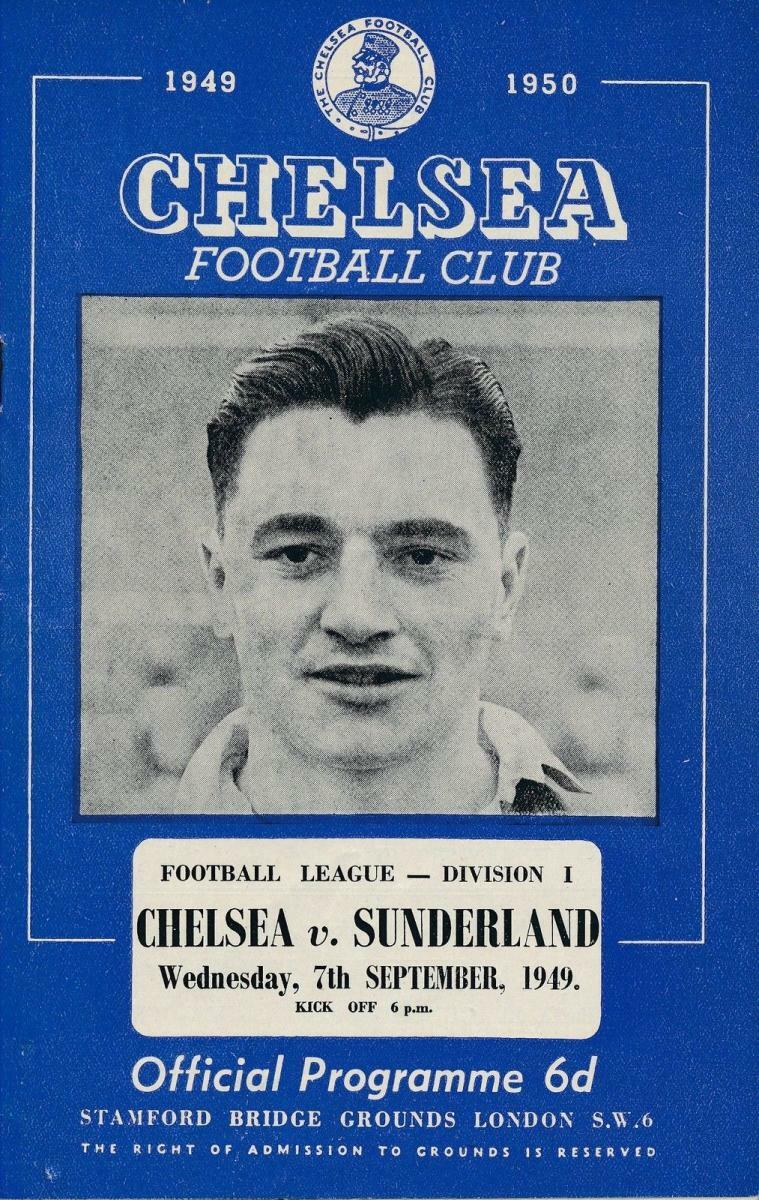 THE CHELSEA FOOTBALL CLUB
1949 1950
CHELSEA
FOOTBALL CLUB
FOOTBALL LEAGUE — DIVISION I
CHELSEA v. SUNDERLAND
Wednesday, 7th SEPTEMBER, 1949.
KICK OFF 6 p.m.
Official Programme 6d
STAMFORD BRIDGE GROUNDS LONDON S.W.6
THE RIGHT OF ADMISSION TO GROUNDS IS RESERVED